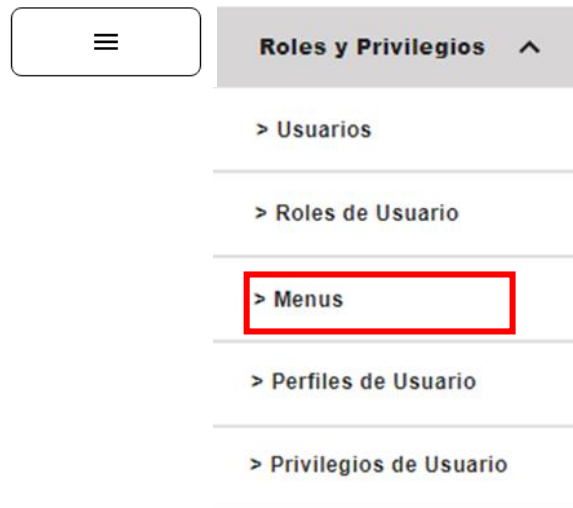 Roles y Privilegios
> Usuarios
> Roles de Usuario
> Menus
> Perfiles de Usuario
> Privilegios de Usuario